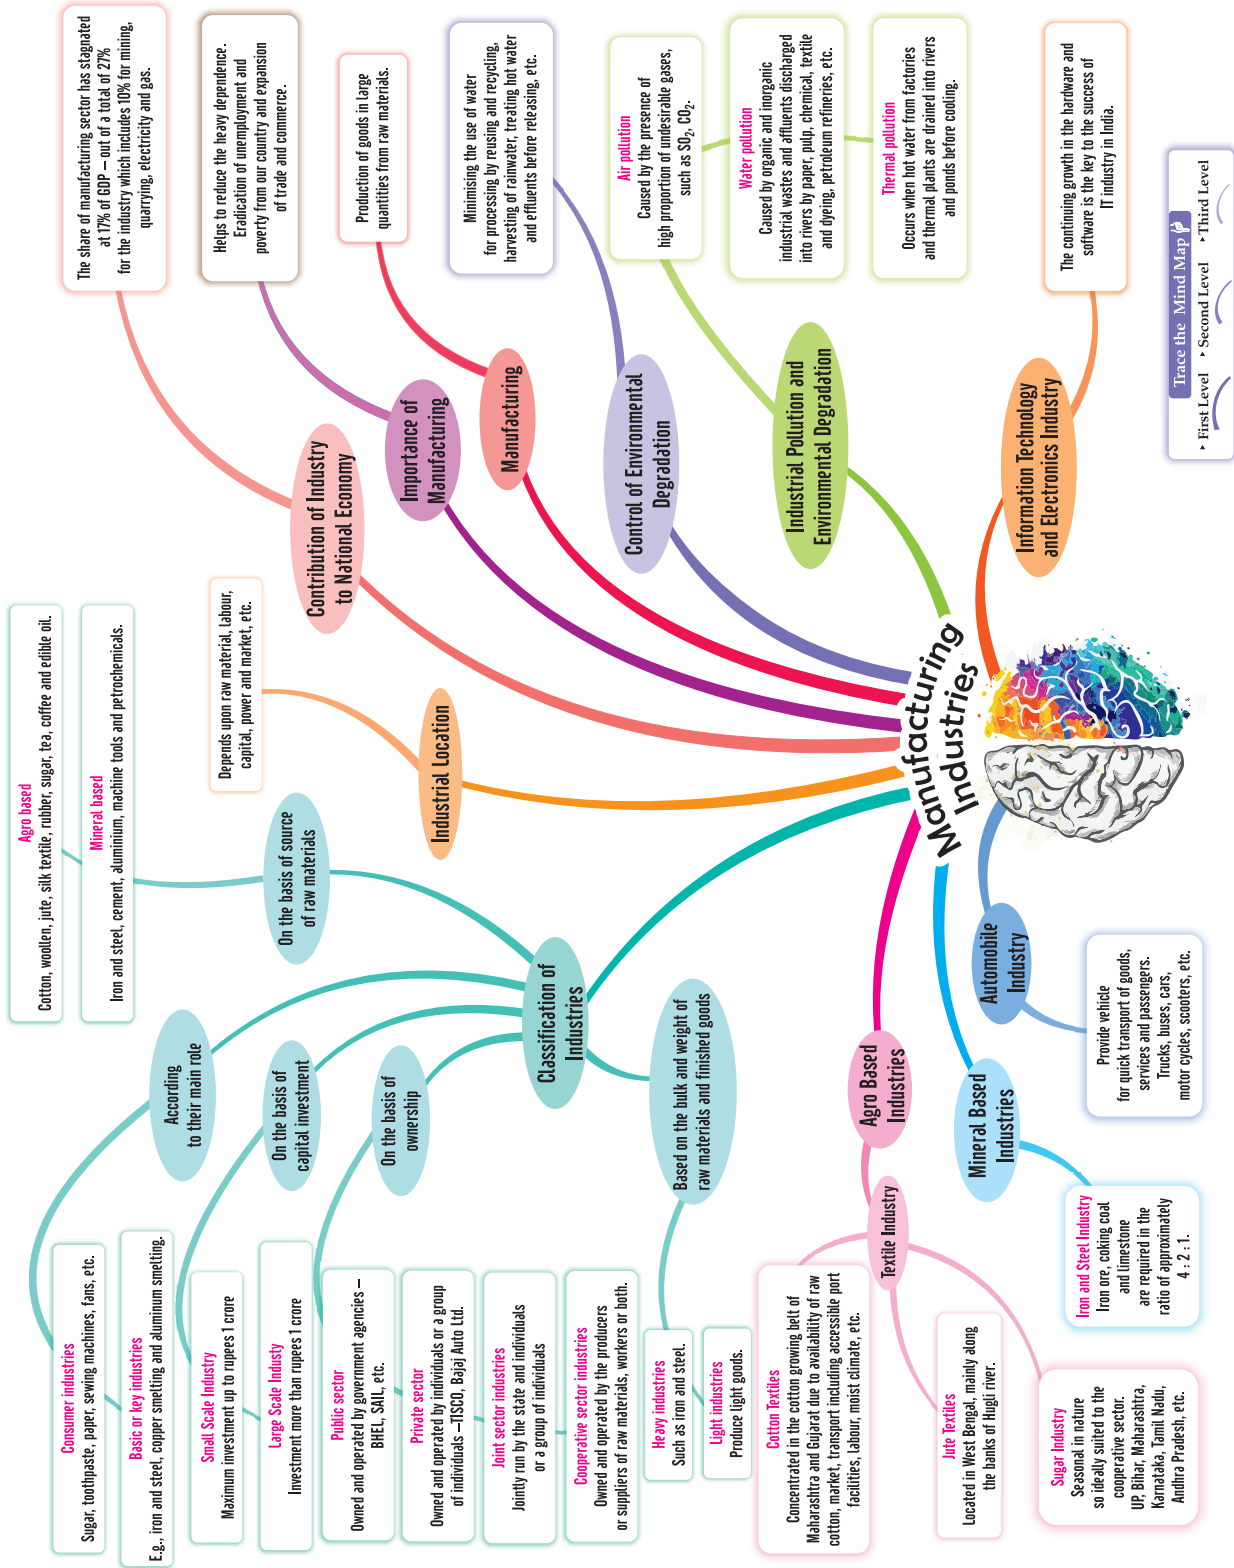 Manufacturing
Industries
Classification of
Industries
On the basis of source
of raw materials
Agro based
Cotton, woollen, jute, silk textile, rubber, sugar, tea, coffee and edible oil.
Mineral based
Iron and steel, cement, aluminium, machine tools and petrochemicals.
According
to their main role
Consumer industries
Sugar, toothpaste, paper, sewing machines, fans, etc.
Basic or key industries
E.g., iron and steel, copper smelting and aluminum smelting.
On the basis of
capital investment
Small Scale Industry
Maximum investment up to rupees 1 crore
Large Scale Industy
Investment more than rupees 1 crore
On the basis of
ownership
Public sector
Owned and operated by government agencies –
BHEL, SAIL, etc.
Private sector
Owned and operated by individuals or a group
of individuals –TISCO, Bajaj Auto Ltd.
Joint sector industries
Jointly run by the state and individuals
or a group of individuals
Cooperative sector industries
Owned and operated by the producers
or suppliers of raw materials, workers or both.
Based on the bulk and weight of
raw materials and finished goods
Heavy industries
Such as iron and steel.
Light industries
Produce light goods.
Industrial Location
Depends upon raw material, labour,
capital, power and market, etc.
Contribution of Industry
to National Economy
The share of manufacturing sector has stagnated
at 17% of GDP – out of a total of 27%
for the industry which includes 10% for mining,
quarrying, electricity and gas.
Importance of
Manufacturing
Helps to reduce the heavy dependence.
Eradication of unemployment and
poverty from our country and expansion
of trade and commerce.
Manufacturing
Production of goods in large
quantities from raw materials.
Control of Environmental
Degradation
Minimising the use of water
for processing by reusing and recycling,
harvesting of rainwater, treating hot water
and effluents before releasing, etc.
Industrial Pollution and
Environmental Degradation
Air pollution
Caused by the presence of
high proportion of undesirable gases,
such as SO₂, CO₂.
Water pollution
Caused by organic and inorganic
industrial wastes and affluents discharged
into rivers by paper, pulp, chemical, textile
and dyeing, petroleum refineries, etc.
Thermal pollution
Occurs when hot water from factories
and thermal plants are drained into rivers
and ponds before cooling.
Information Technology
and Electronics Industry
The continuing growth in the hardware and
software is the key to the success of
IT industry in India.
Agro Based
Industries
Textile Industry
Cotton Textiles
Concentrated in the cotton growing belt of
Maharashtra and Gujarat due to availability of raw
cotton, market, transport including accessible port
facilities, labour, moist climate, etc.
Jute Textiles
Located in West Bengal, mainly along
the banks of Hugli river.
Sugar Industry
Seasonal in nature
so ideally suited to the
cooperative sector.
UP, Bihar, Maharashtra,
Karnataka, Tamil Nadu,
Andhra Pradesh, etc.
Mineral Based
Industries
Iron and Steel Industry
Iron ore, coking coal
and limestone
are required in the
ratio of approximately
4 : 2 : 1.
Automobile
Industry
Provide vehicle
for quick transport of goods,
services and passengers.
Trucks, buses, cars,
motor cycles, scooters, etc.
Trace the Mind Map
First Level
Second Level
Third Level